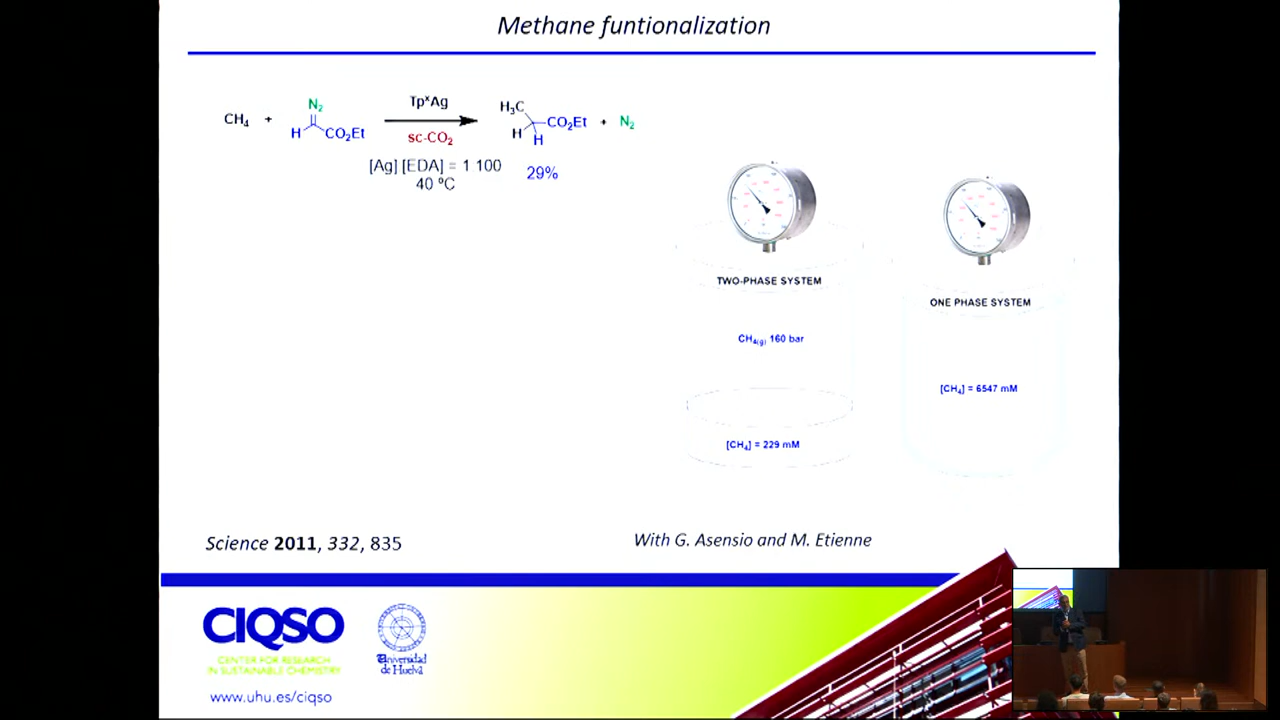 Methane funtionalization
CH4 + N2 H CO2Et Tp*Ag sc-CO2 H3C H H CO2Et + N2
[Ag] [EDA] = 1 100
40 ºC
29%
TWO-PHASE SYSTEM
CH4(g) 160 bar
[CH4] = 229 mM
ONE PHASE SYSTEM
[CH4] = 6547 mM
Science 2011, 332, 835
With G. Asensio and M. Etienne
CIQSO
CENTER FOR RESEARCH
IN SUSTAINABLE CHEMISTRY
www.uhu.es/ciqso
Universidad
de Huelva